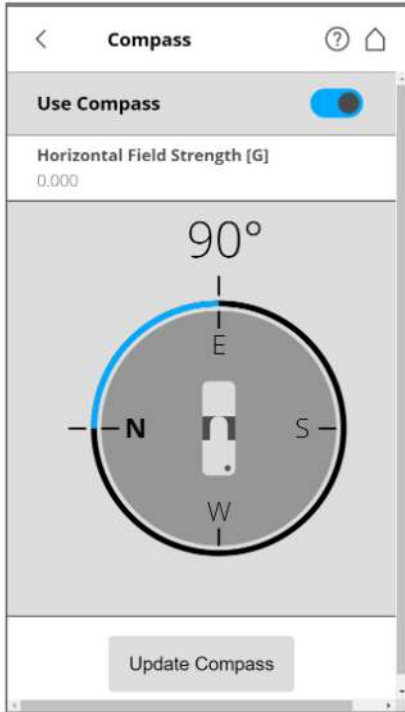 Compass
?
Use Compass
Horizontal Field Strength [G]
0.000
90°
E
N
S
W
Update Compass